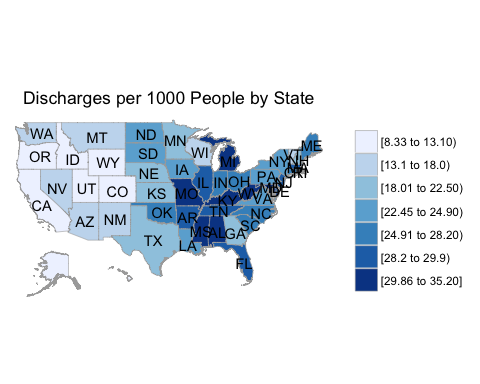 Discharges per 1000 People by State
WA
MT
ND
MN
ME
OR
ID
SD
WI
MI
VT
NH
NY
WY
IA
PA
NJ
NV
UT
CO
NE
IL
IN
OH
MD
DE
CA
KS
MO
KY
WV
VA
AZ
NM
OK
AR
TN
NC
SC
TX
LA
MS
AL
GA
FL
[8.33 to 13.10)
[13.1 to 18.0)
[18.01 to 22.50)
[22.45 to 24.90)
[24.91 to 28.20)
[28.2 to 29.9)
[29.86 to 35.20]